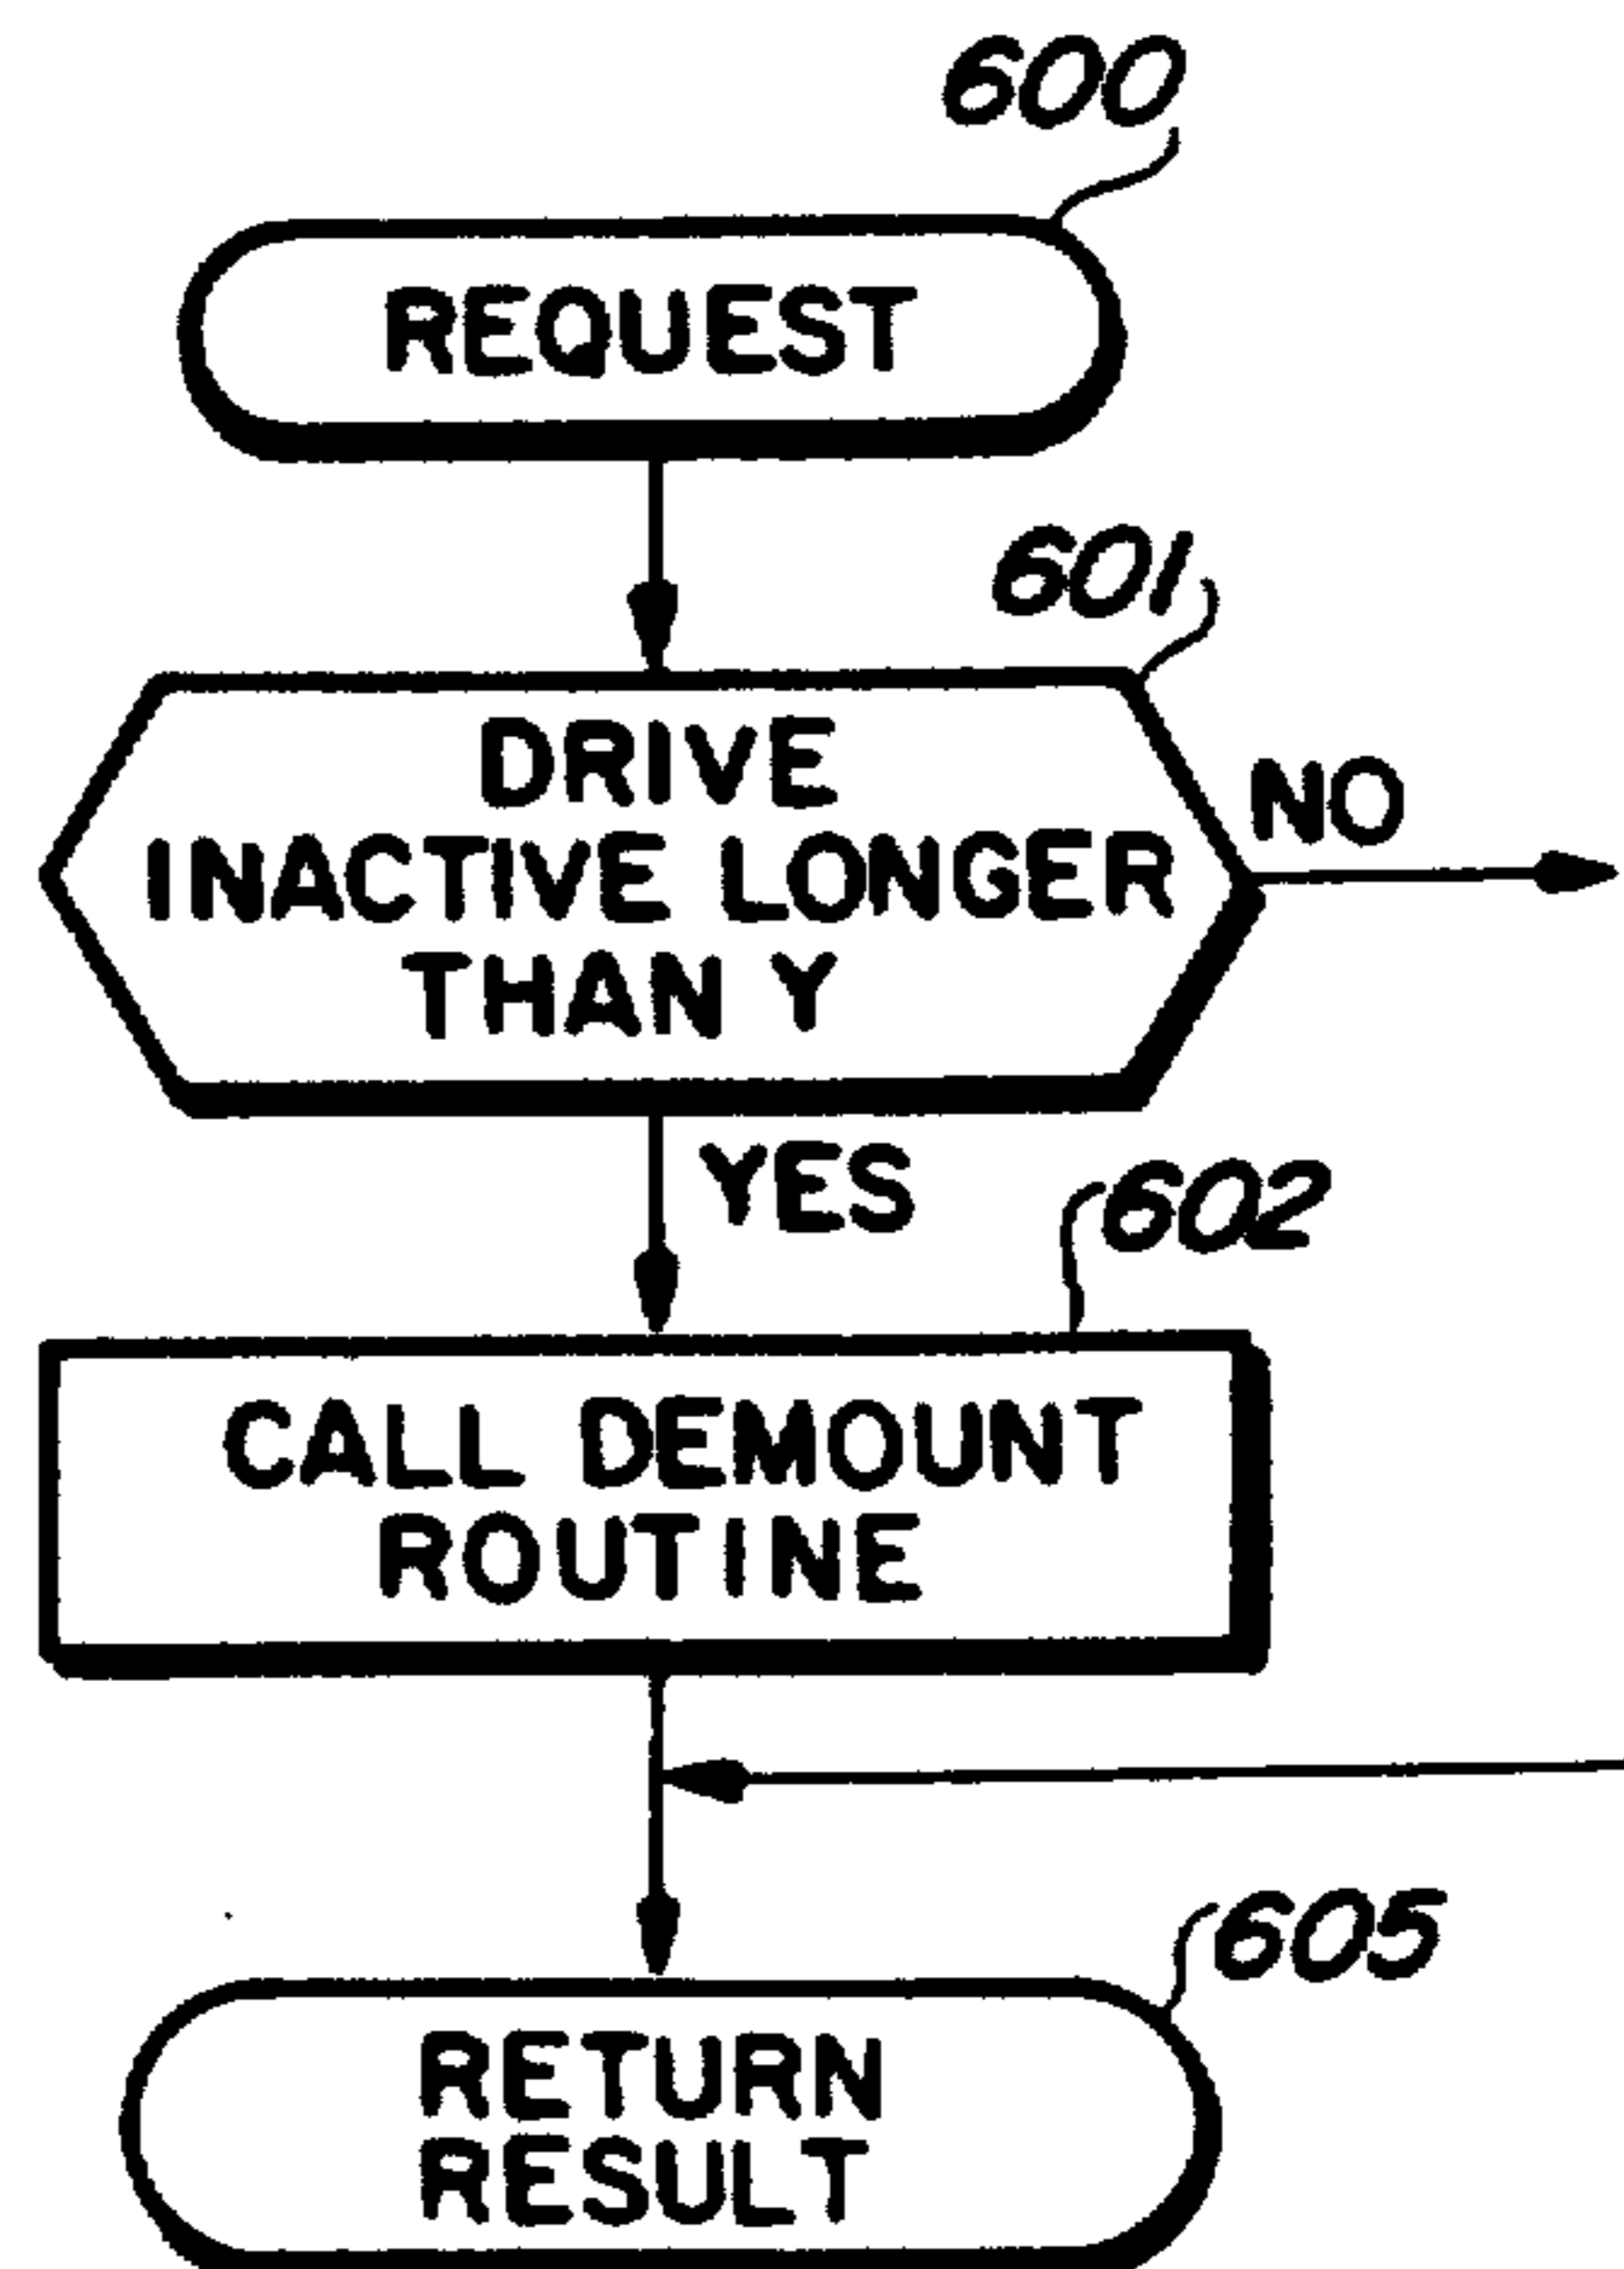 600
REQUEST
601
DRIVE
INACTIVE LONGER
THAN Y
NO
YES
602
CALL DEMOUNT
ROUTINE
605
RETURN
RESULT